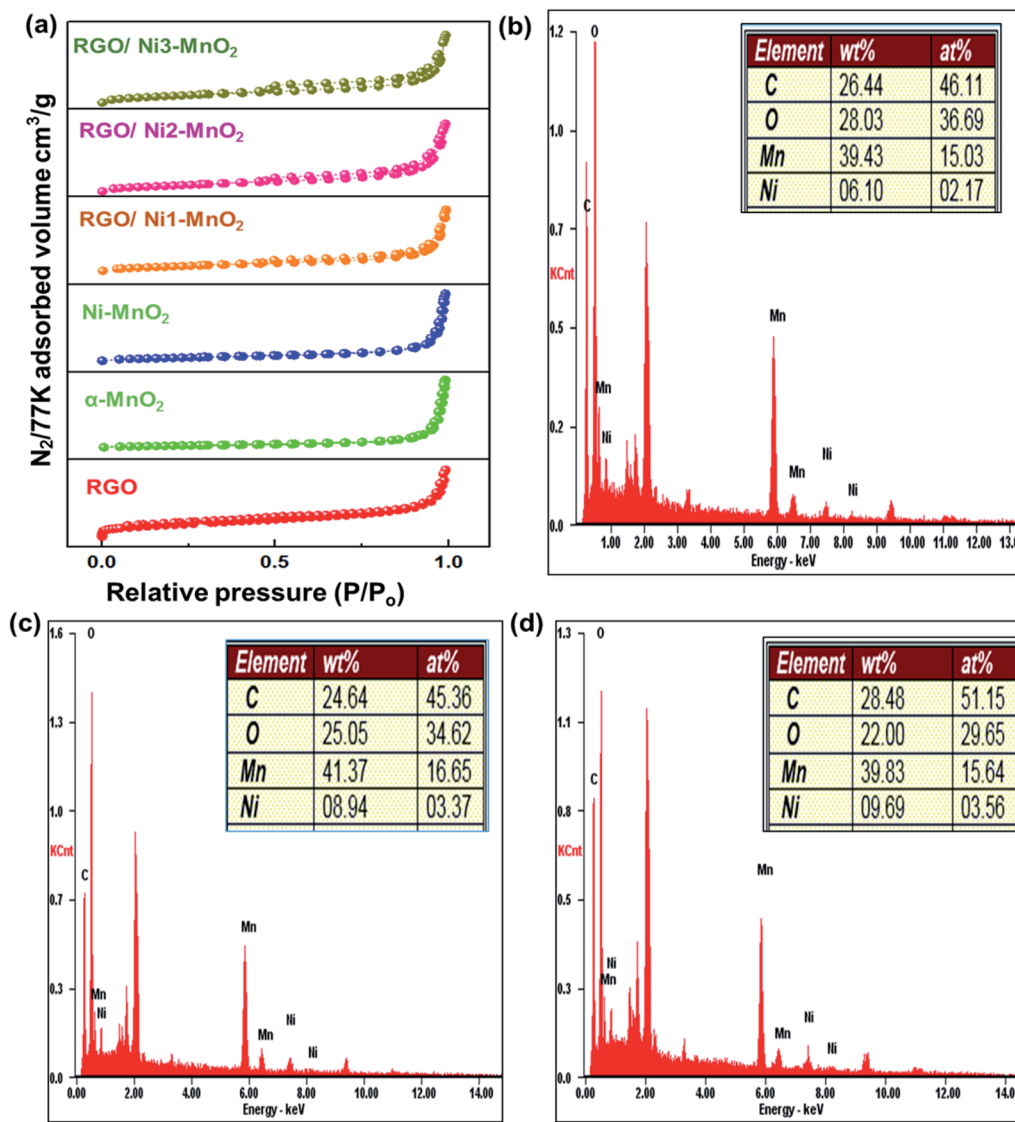 (a)
RGO/ Ni3-MnO2
RGO/ Ni2-MnO2
RGO/ Ni1-MnO2
Ni-MnO2
α-MnO2
RGO
N2/77K adsorbed volume cm3/g
0.0 0.5 1.0
Relative pressure (P/Po)
(b)
1.2
1.0
0.7
KCnt
0.5
0.2
0.0
O
C
Mn
Ni
Mn
Mn
Ni
Ni
Element wt% at%
C 26.44 46.11
O 28.03 36.69
Mn 39.43 15.03
Ni 06.10 02.17
1.00 2.00 3.00 4.00 5.00 6.00 7.00 8.00 9.00 10.00 11.00 12.00 13.
Energy - keV
(c)
1.6
1.3
1.0
KCnt
0.7
0.3
0.0
O
C
Mn
Ni
Mn
Mn
Ni
Ni
Element wt% at%
C 24.64 45.36
O 25.05 34.62
Mn 41.37 16.65
Ni 08.94 03.37
0.00 2.00 4.00 6.00 8.00 10.00 12.00 14.00
Energy - keV
(d)
1.3
1.1
0.8
KCnt
0.5
0.3
0.0
O
C
Ni
Mn
Mn
Mn
Ni
Ni
Element wt% at%
C 28.48 51.15
O 22.00 29.65
Mn 39.83 15.64
Ni 09.69 03.56
0.00 2.00 4.00 6.00 8.00 10.00 12.00 14.00
Energy - keV